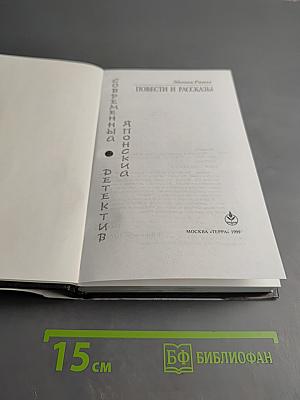 Эдогава Рампо
ПОВЕСТИ И РАССКАЗЫ
СОВРЕМЕННЫЙ
ЯПОНСКИЙ
ДЕТЕКТИВ
МОСКВА «ТЕРРА» 1999
15 см
БФ БИБЛИОФАН